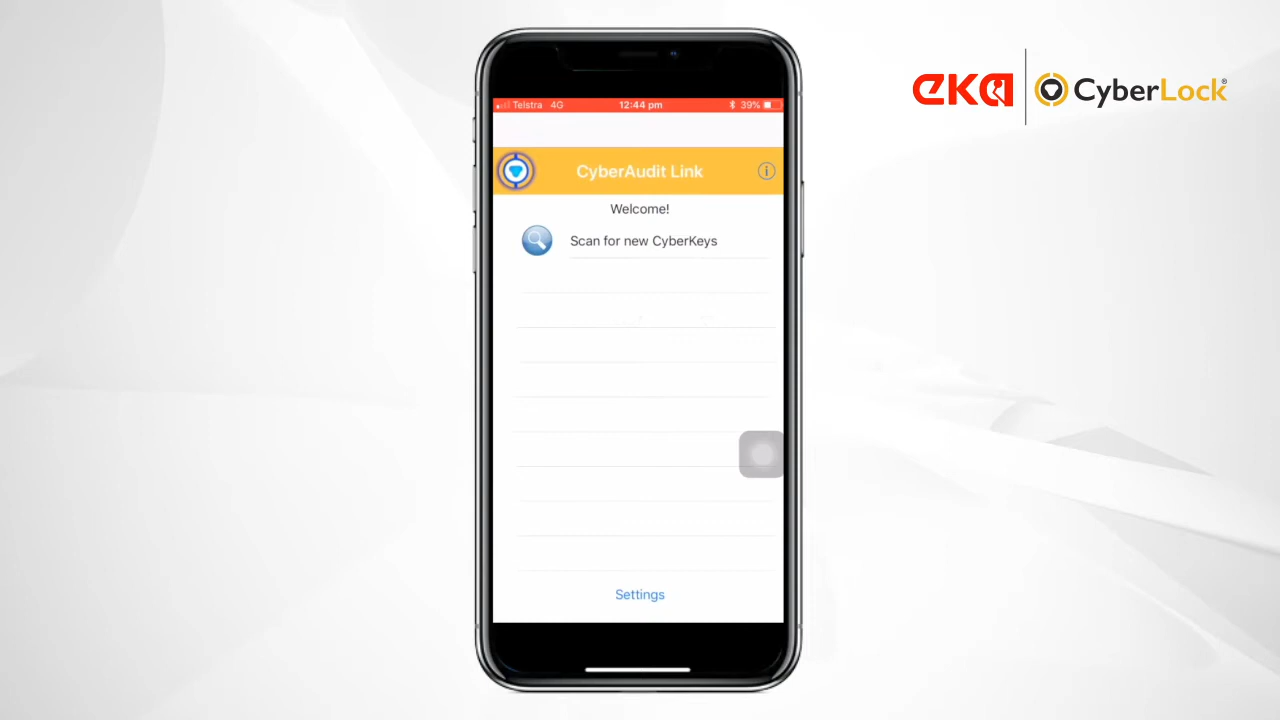 Telstra 4G 12:44 pm 39%
eka CyberLock®
CyberAudit Link
Welcome!
Scan for new CyberKeys
Settings